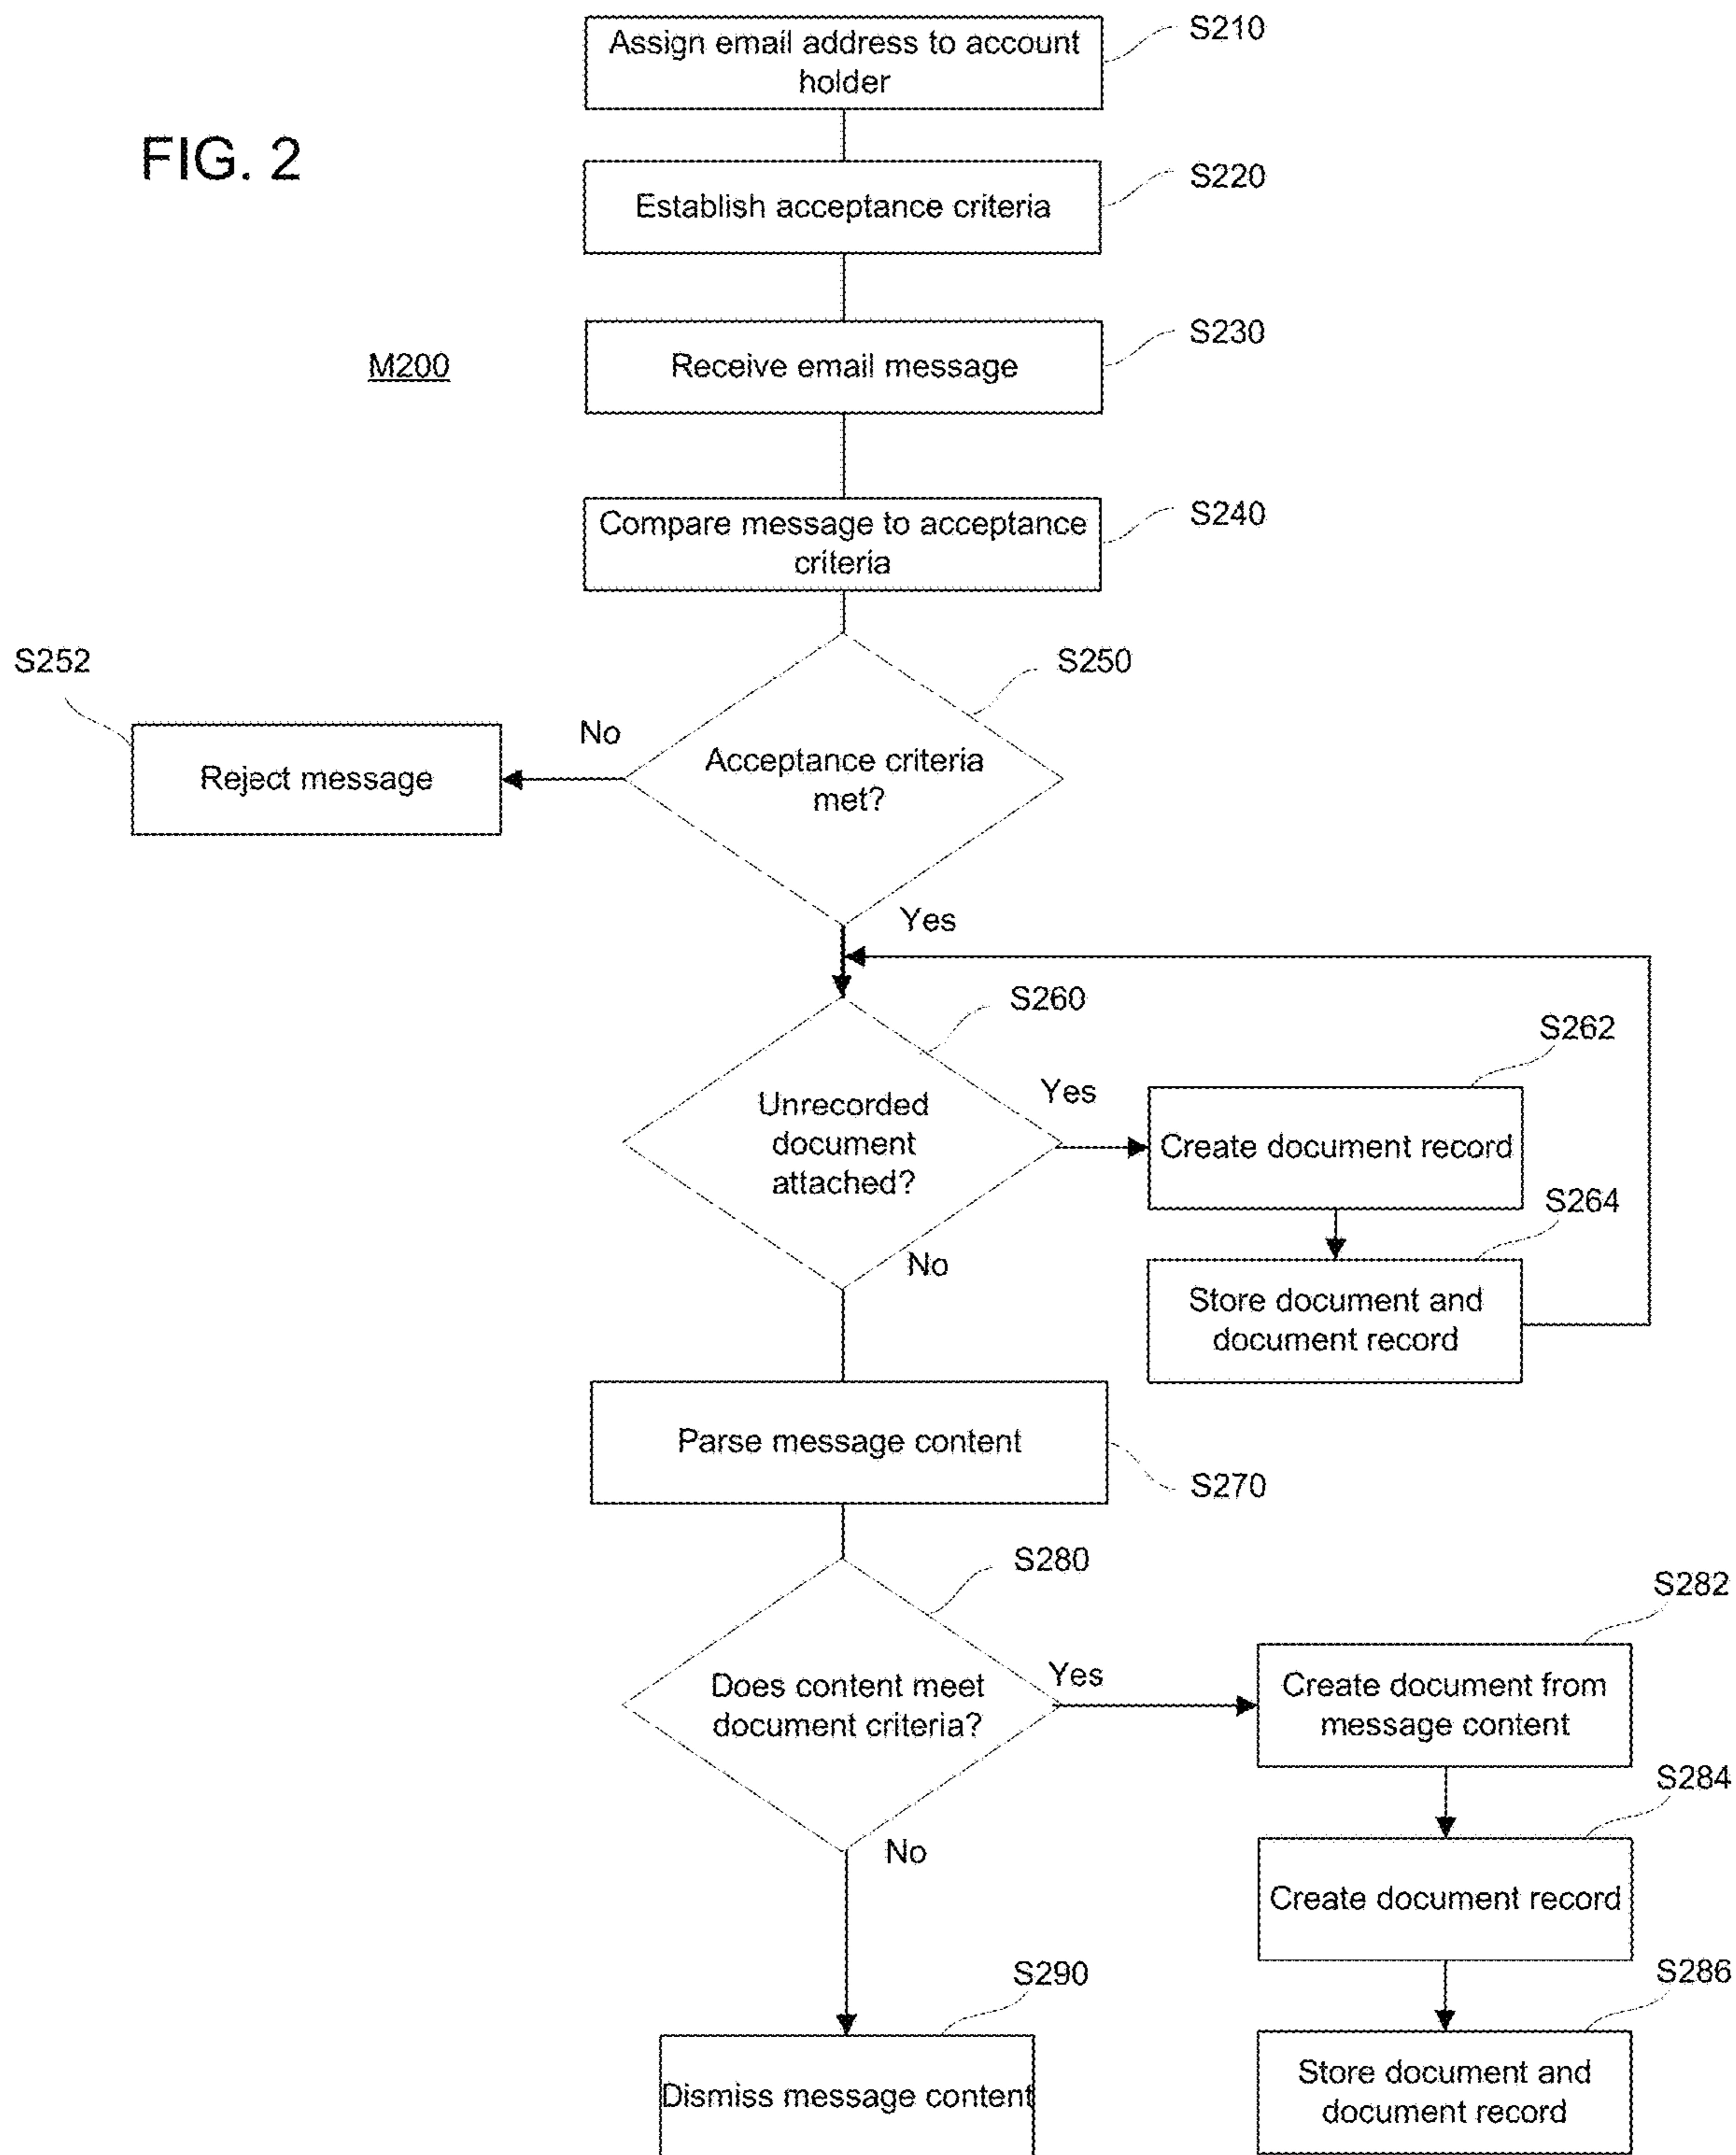 Assign email address to account
holder
S210
FIG. 2
Establish acceptance criteria
S220
M200
Receive email message
S230
Compare message to acceptance
criteria
S240
S252
Reject message
No
Acceptance criteria
met?
S250
Yes
S260
Unrecorded
document
attached?
Yes
S262
Create document record
S264
Store document and
document record
No
Parse message content
S270
S280
Does content meet
document criteria?
Yes
S282
Create document from
message content
S284
Create document record
No
S286
Store document and
document record
S290
Dismiss message content